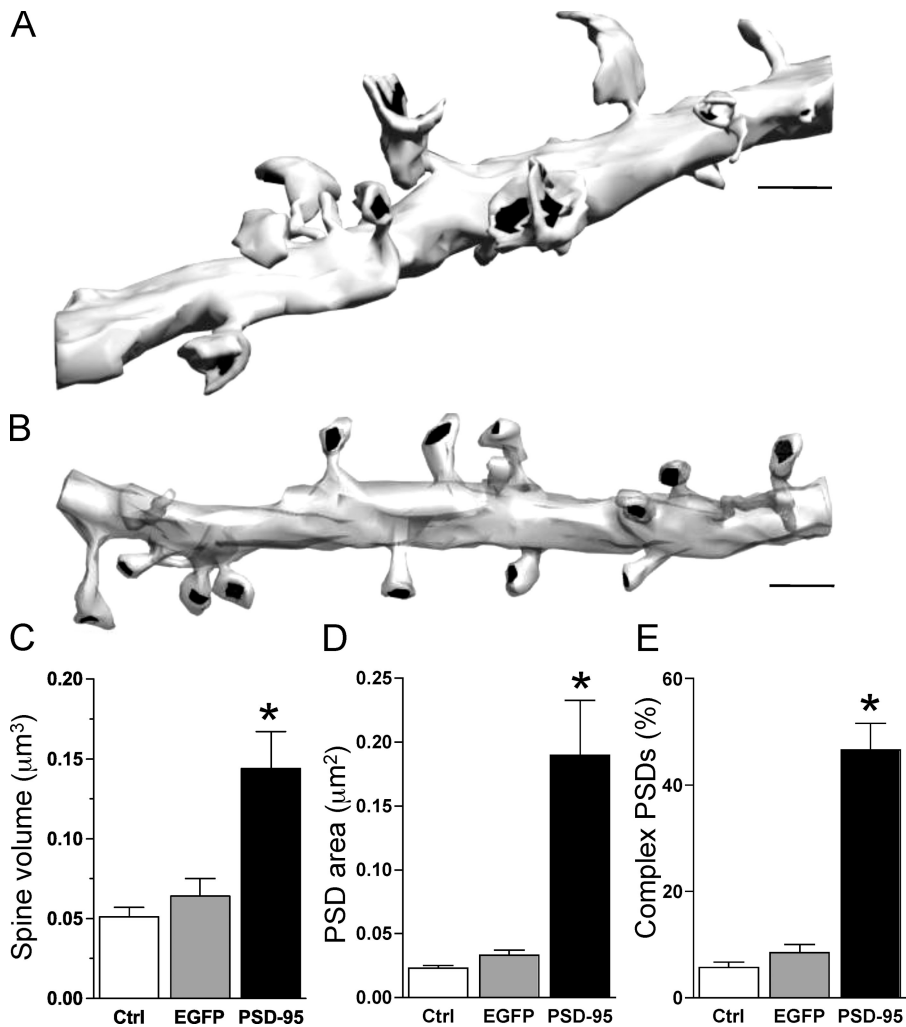 A
B
C
D
E
Spine volume (μm³)
0.20
0.15
0.10
0.05
0.00
*
Ctrl EGFP PSD-95
PSD area (μm²)
0.25
0.20
0.15
0.10
0.05
0.00
*
Ctrl EGFP PSD-95
Complex PSDs (%)
60
40
20
0
*
Ctrl EGFP PSD-95